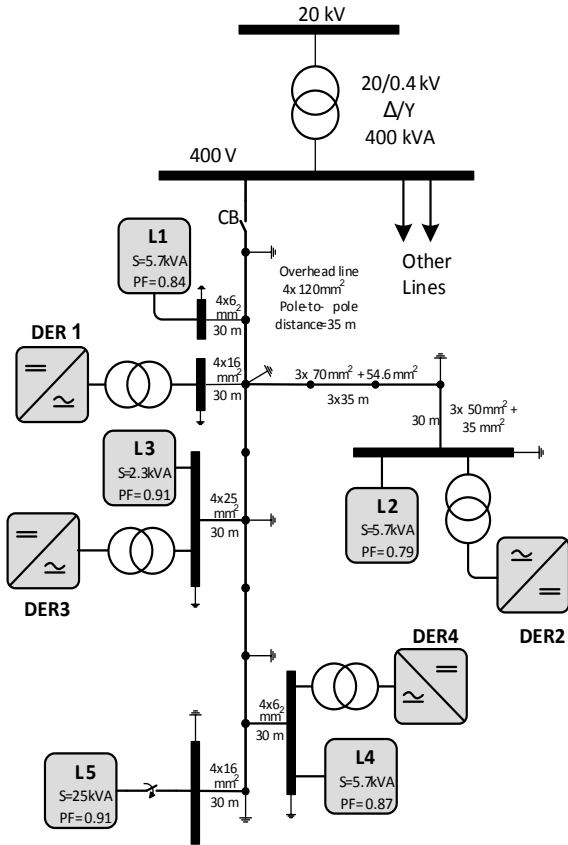 20 kV
20/0.4 kV
Δ/Y
400 kVA
400 V
CB
Other
Lines
L1
S=5.7kVA
PF=0.84
4x6
mm²
30 m
Overhead line
4x 120mm²
Pole-to- pole
distance=35 m
DER 1
4x16
mm²
30 m
3x 70mm² + 54.6 mm²
3x35 m
30 m
3x 50mm² +
35 mm²
L3
S=2.3kVA
PF=0.91
4x25
mm²
30 m
DER3
L2
S=5.7kVA
PF=0.79
DER2
DER4
4x6
mm²
30 m
L4
S=5.7kVA
PF=0.87
L5
S=25kVA
PF=0.91
4x16
mm²
30 m